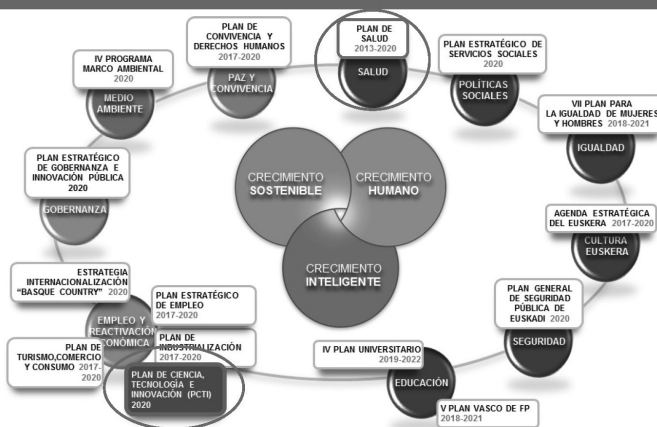 PLAN DE
CONVIVENCIA Y
DERECHOS HUMANOS
2017-2020
PAZ Y
CONVIVENCIA
PLAN DE
SALUD
2013-2020
SALUD
PLAN ESTRATÉGICO DE
SERVICIOS SOCIALES
2020
POLÍTICAS
SOCIALES
IV PROGRAMA
MARCO AMBIENTAL
2020
MEDIO
AMBIENTE
VII PLAN PARA
LA IGUALDAD DE MUJERES
Y HOMBRES 2018-2021
IGUALDAD
PLAN ESTRATÉGICO
DE GOBERNANZA E
INNOVACIÓN PÚBLICA
2020
GOBERNANZA
CRECIMIENTO
SOSTENIBLE
CRECIMIENTO
HUMANO
CRECIMIENTO
INTELIGENTE
AGENDA ESTRATÉGICA
DEL EUSKERA 2017-2020
CULTURA
EUSKERA
ESTRATEGIA
INTERNACIONALIZACIÓN
"BASQUE COUNTRY" 2020
PLAN ESTRATÉGICO
DE EMPLEO
2017-2020
EMPLEO Y
REACTIVACIÓN
ECONÓMICA
PLAN DE
INDUSTRIALIZACIÓN
2017-2020
PLAN DE
TURISMO,COMERCIO
Y CONSUMO 2017-
2020
PLAN DE CIENCIA,
TECNOLOGÍA E
INNOVACIÓN (PCTI)
2020
PLAN GENERAL
DE SEGURIDAD
PÚBLICA DE
EUSKADI 2020
SEGURIDAD
IV PLAN UNIVERSITARIO
2019-2022
EDUCACIÓN
V PLAN VASCO DE FP
2018-2021